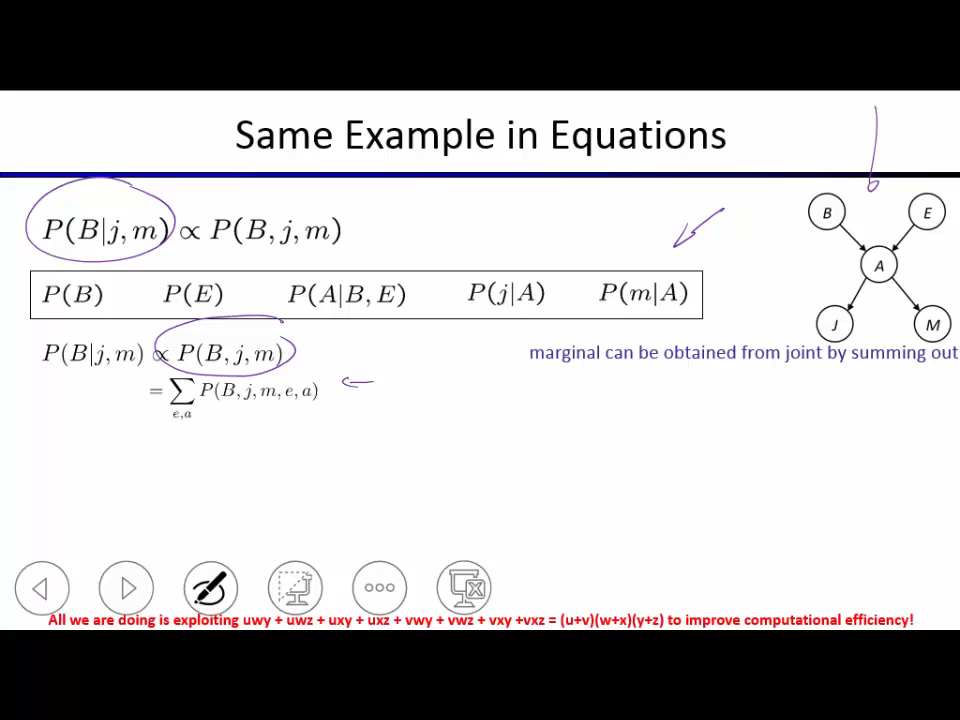 Same Example in Equations
P(B|j, m) ∝ P(B, j, m)
B E
P(B) P(E) P(A|B, E) P(j|A) P(m|A)
A
J M
P(B|j, m) ∝ P(B, j, m) marginal can be obtained from joint by summing out
= ∑ P(B, j, m, e, a)
e,a
All we are doing is exploiting uwy + uwz + uxy + uxz + vwy + vwz + vxy +vxz = (u+v)(w+x)(y+z) to improve computational efficiency!